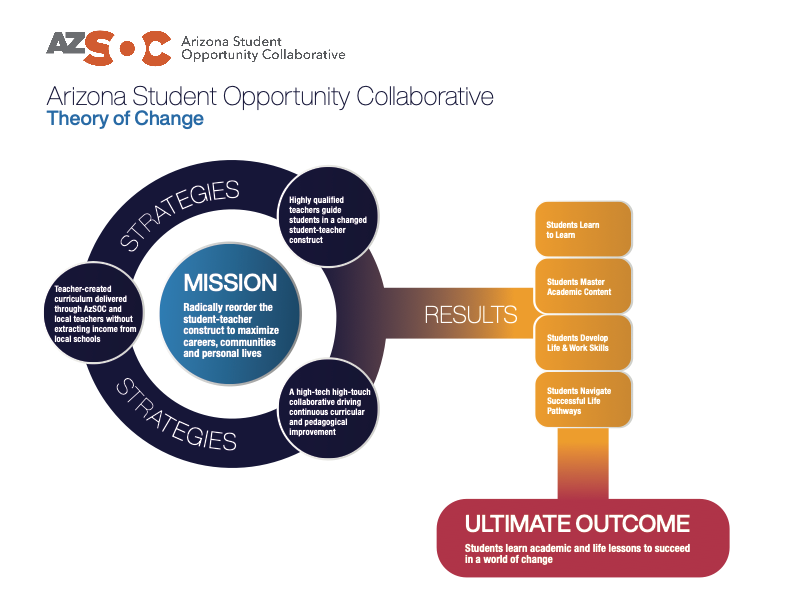 AZSOC Arizona Student
Opportunity Collaborative
Arizona Student Opportunity Collaborative
Theory of Change
STRATEGIES
Highly qualified
teachers guide
students in a changed
student-teacher
construct
MISSION
Radically reorder the
student-teacher
construct to maximize
careers, communities
and personal lives
Teacher-created
curriculum delivered
through AzSOC and
local teachers without
extracting income from
local schools
STRATEGIES
A high-tech high-touch
collaborative driving
continuous curricular
and pedagogical
improvement
RESULTS
Students Learn
to Learn
Students Master
Academic Content
Students Develop
Life & Work Skills
Students Navigate
Successful Life
Pathways
ULTIMATE OUTCOME
Students learn academic and life lessons to succeed
in a world of change